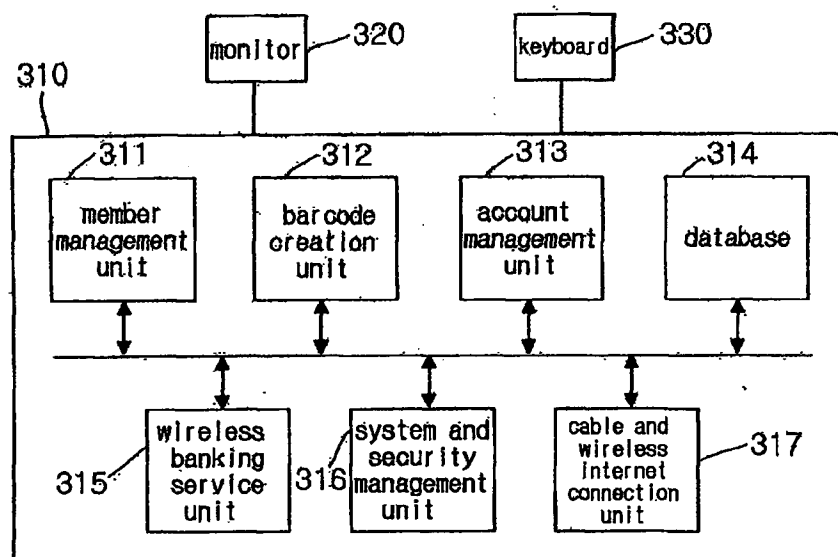 monitor
320
keyboard
330
310
311
312
313
314
member
management
unit
barcode
creation
unit
account
management
unit
database
wireless
banking
service
unit
315
system and
security
management
unit
316
cable and
wireless
internet
connection
unit
317